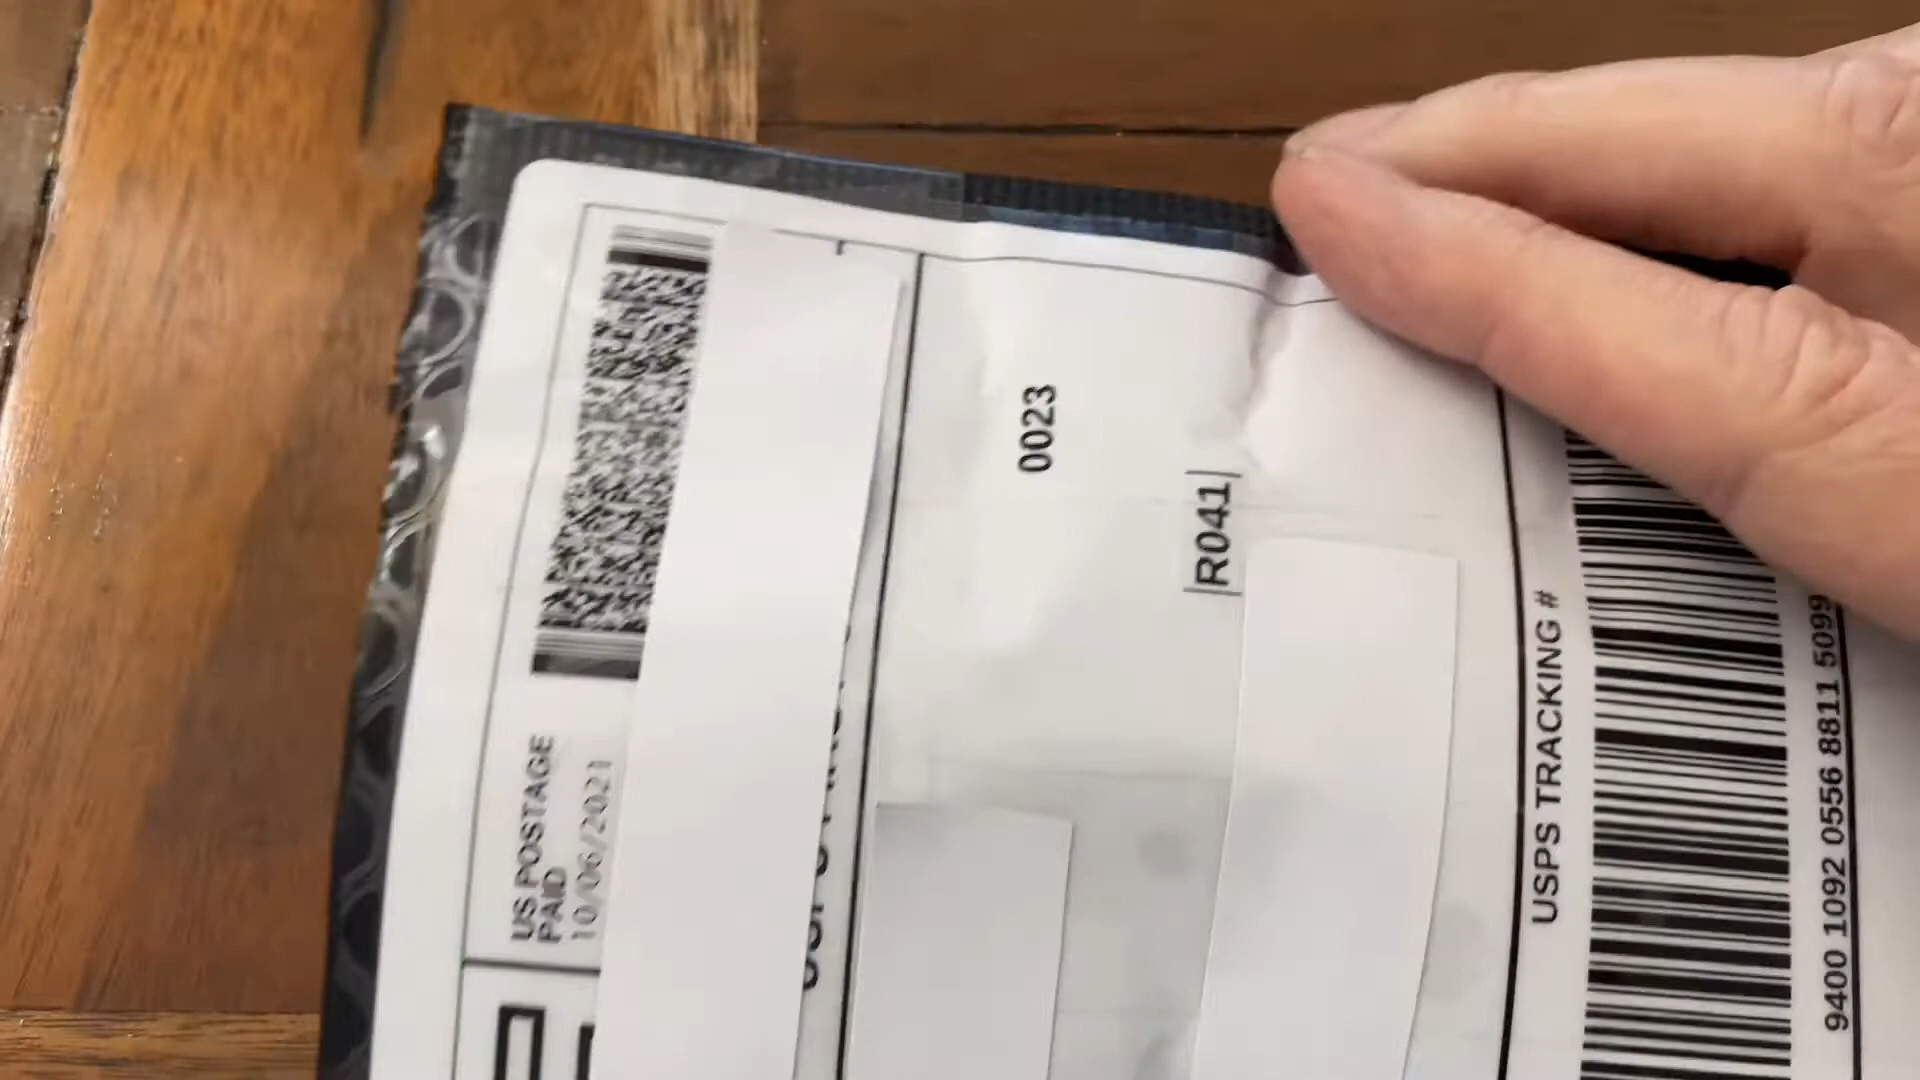 US POSTAGE
PAID
10/06/2021
0023
R041
USPS TRACKING #
9400 1092 0556 8811 5099